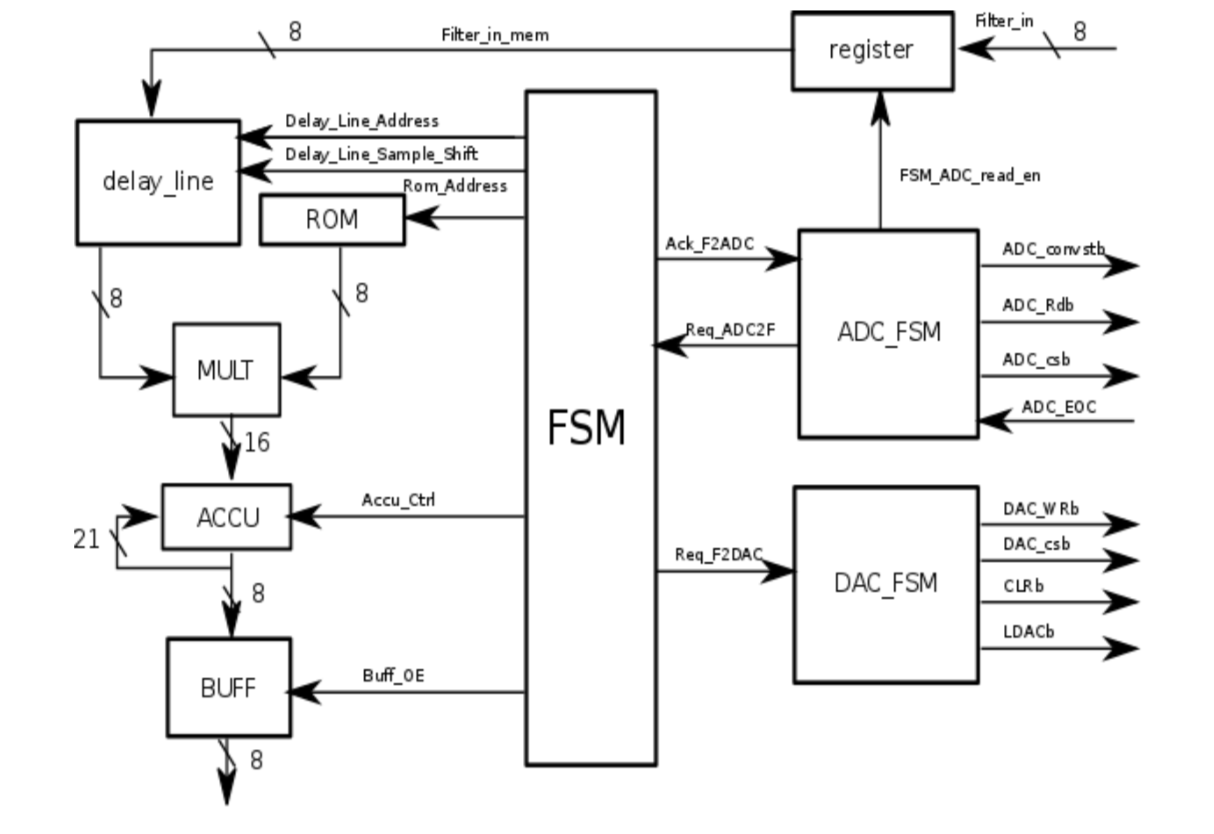 Filter_in
8
Filter_in_mem
8
register
Delay_Line_Address
Delay_Line_Sample_Shift
delay_line
Rom_Address
ROM
FSM_ADC_read_en
Ack_F2ADC
ADC_convstb
8
8
ADC_Rdb
Req_ADC2F
ADC_FSM
MULT
ADC_csb
ADC_EOC
FSM
16
Accu_Ctrl
ACCU
DAC_WRb
21
DAC_csb
Req_F2DAC
DAC_FSM
8
CLRb
LDACb
BUFF
Buff_OE
8